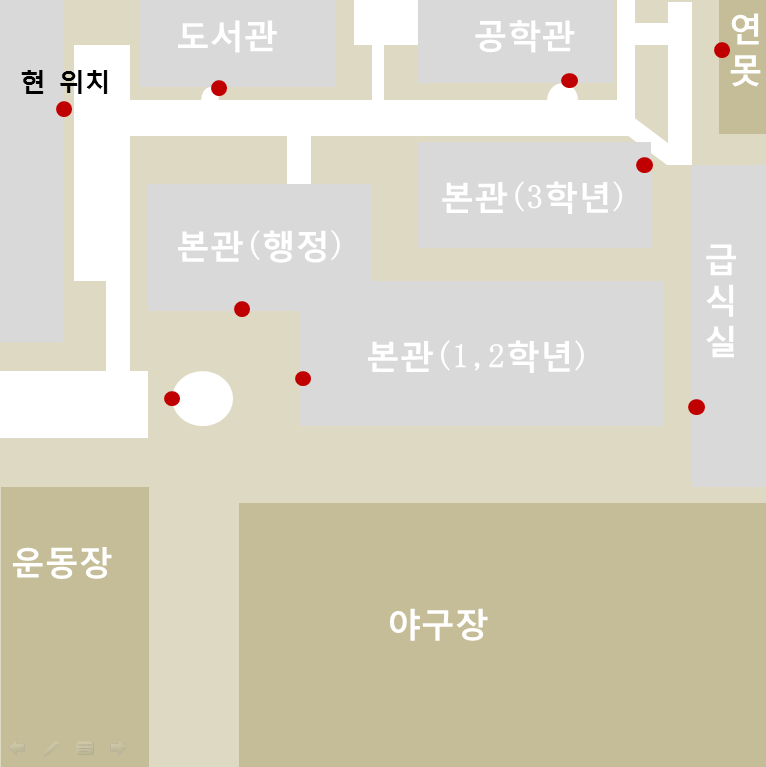 도서관
공학관
연
못
현 위치
본관(3학년)
본관(행정)
급
식
실
본관(1,2학년)
운동장
야구장